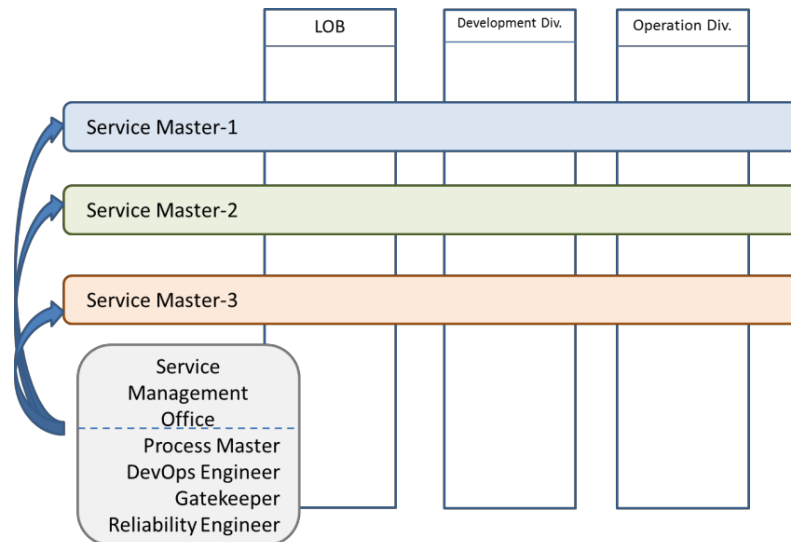 LOB
Development Div.
Operation Div.
Service Master-1
Service Master-2
Service Master-3
Service
Management
Office
Process Master
DevOps Engineer
Gatekeeper
Reliability Engineer